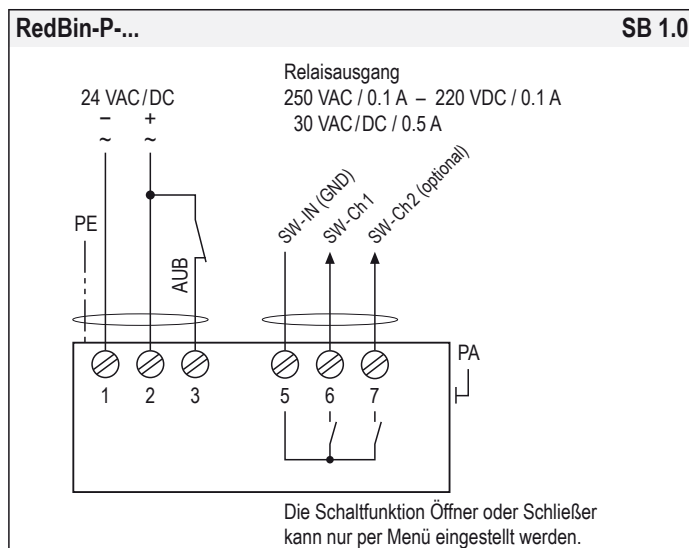 RedBin-P-... SB 1.0
24 VAC/DC
– +
~ ~
Relaisausgang
250 VAC / 0.1 A – 220 VDC / 0.1 A
30 VAC/DC / 0.5 A
PE
AUB
SW-IN (GND)
SW-Ch1
SW-Ch2 (optional)
PA
1 2 3 5 6 7
Die Schaltfunktion Öffner oder Schließer
kann nur per Menü eingestellt werden.